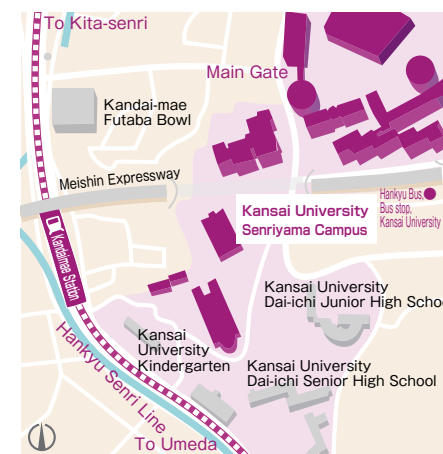 To Kita-senri
Main Gate
Kandai-mae
Futaba Bowl
Meishin Expressway
Hankyu Bus,
Bus stop,
Kansai University
Kansai University
Senriyama Campus
Kandaimae Station
Kansai University
Dai-ichi Junior High Schoo
Kansai
University
Kindergarten
Kansai University
Dai-ichi Senior High School
Hankyu Senri Line
To Umeda